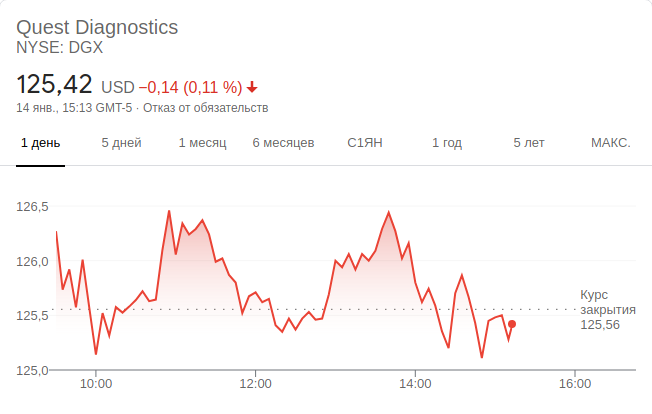 Quest Diagnostics
NYSE: DGX
125,42 USD −0,14 (0,11 %)
14 янв., 15:13 GMT-5 · Отказ от обязательств
1 день 5 дней 1 месяц 6 месяцев С1ЯН 1 год 5 лет МАКС.
126,5
126,0
125,5
125,0
Курс
закрытия
125,56
10:00 12:00 14:00 16:00